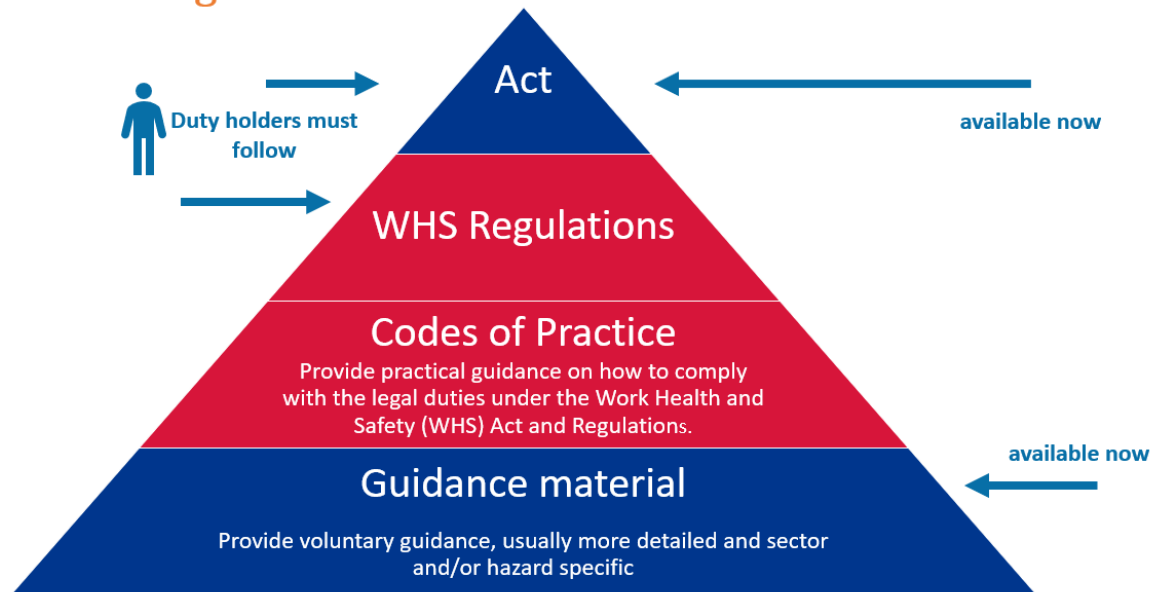 Act
Duty holders must
follow
available now
WHS Regulations
Codes of Practice
Provide practical guidance on how to comply
with the legal duties under the Work Health and
Safety (WHS) Act and Regulations.
available now
Guidance material
Provide voluntary guidance, usually more detailed and sector
and/or hazard specific